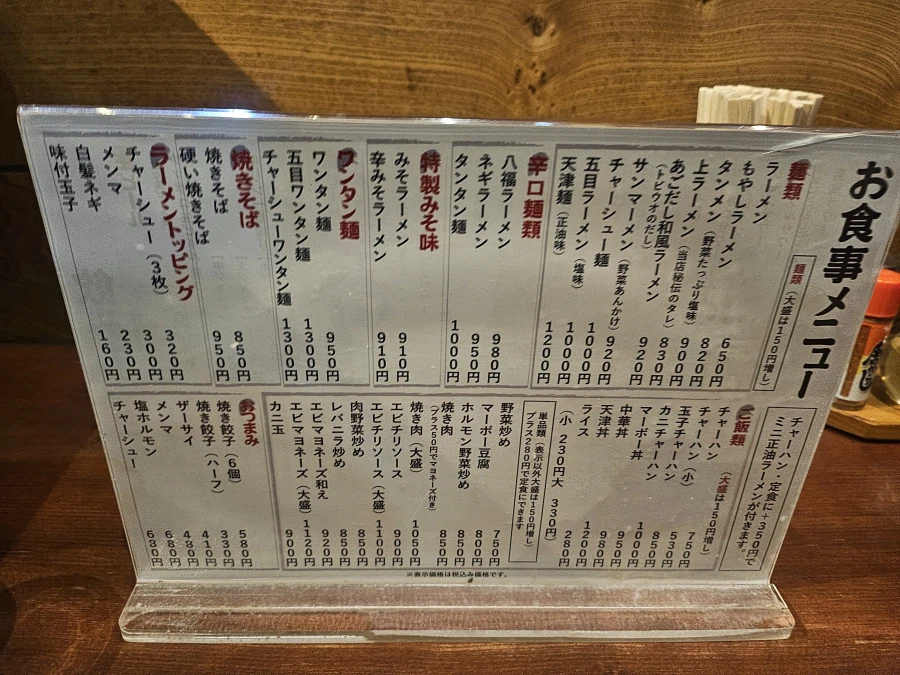 お食事メニュー
麺類
麺類(大盛は150円増し)
ラーメン 650円
もやしラーメン 820円
タンメン(野菜たっぷり塩味) 900円
上ラーメン(当店秘伝のタレ) 830円
あごだし和風ラーメン
(トビウオのだし) 920円
サンマーメン(野菜あんかけ) 920円
チャーシュー麺 1000円
五目ラーメン(塩味) 1000円
天津麺(正油味) 1200円
辛口麺類
八福ラーメン 980円
ネギラーメン 950円
タンタン麺 1000円
特製みそ味
みそラーメン 910円
辛みそラーメン 910円
ワンタン麺
ワンタン麺 950円
五目ワンタン麺 1300円
チャーシューワンタン麺 1300円
焼きそば
焼きそば 850円
硬い焼きそば 950円
ラーメントッピング
チャーシュー(3枚) 320円
メンマ 300円
白髪ネギ 230円
味付玉子 160円
チャーハン・定食に+350円で
ミニ正油ラーメンが付きます。
ご飯類
(大盛は150円増し)
チャーハン 750円
チャーハン(小) 530円
玉子チャーハン 850円
カニチャーハン 1000円
マーボー丼 950円
中華丼 980円
天津丼 1200円
ライス 280円
(小 230円大 330円)
単品類(表示以外大盛は150円増し)
プラス280円で定食にできます
野菜炒め 750円
マーボー豆腐 800円
ホルモン野菜炒め 850円
焼き肉 850円
(プラス50円でマヨネーズ付き)
焼き肉(大盛) 1050円
エビチリソース 900円
エビチリソース(大盛) 1100円
肉野菜炒め 850円
レバニラ炒め 850円
エビマヨネーズ和え 920円
エビマヨネーズ(大盛) 1120円
カニ玉 900円
おつまみ
焼き餃子(6個) 580円
焼き餃子(ハーフ) 330円
ザーサイ 410円
メンマ 480円
塩ホルモン 680円
チャーシュー 630円
※表示価格は税込み価格です。